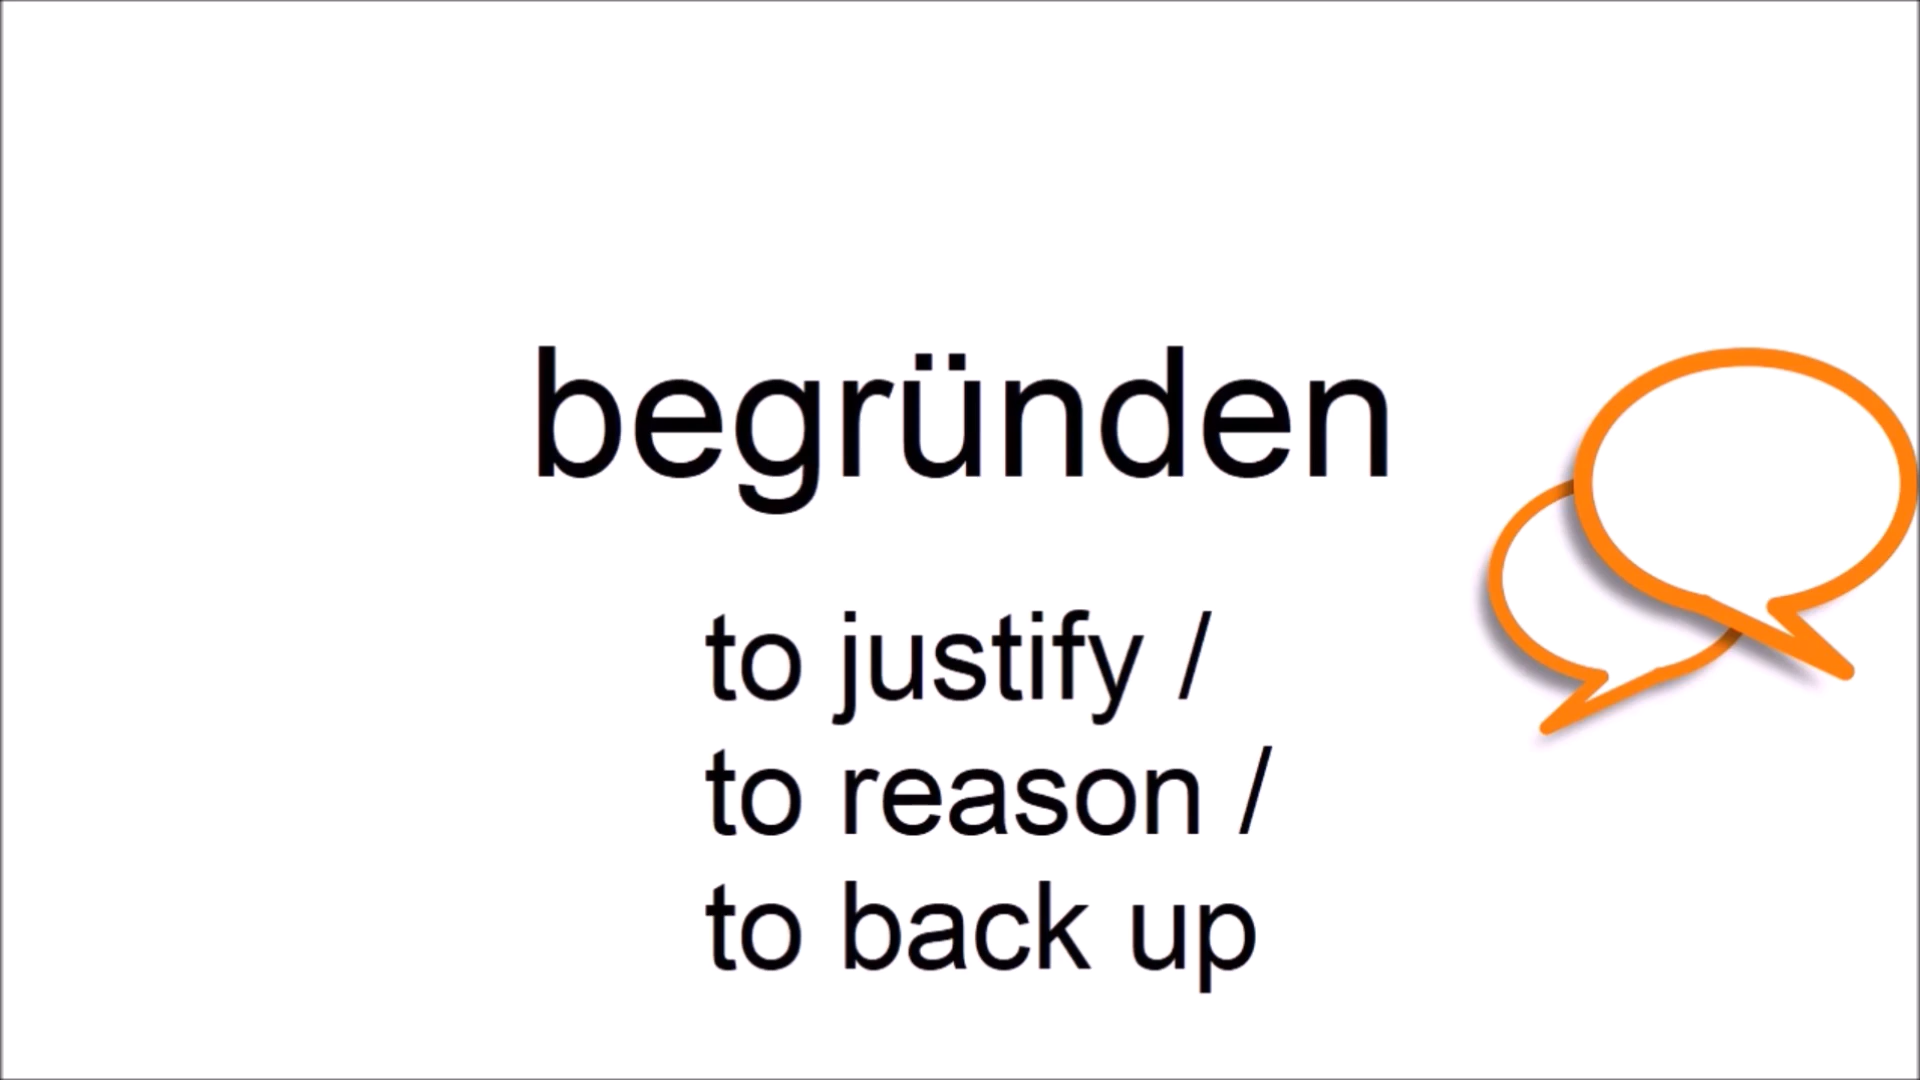 begründen
to justify /
to reason /
to back up